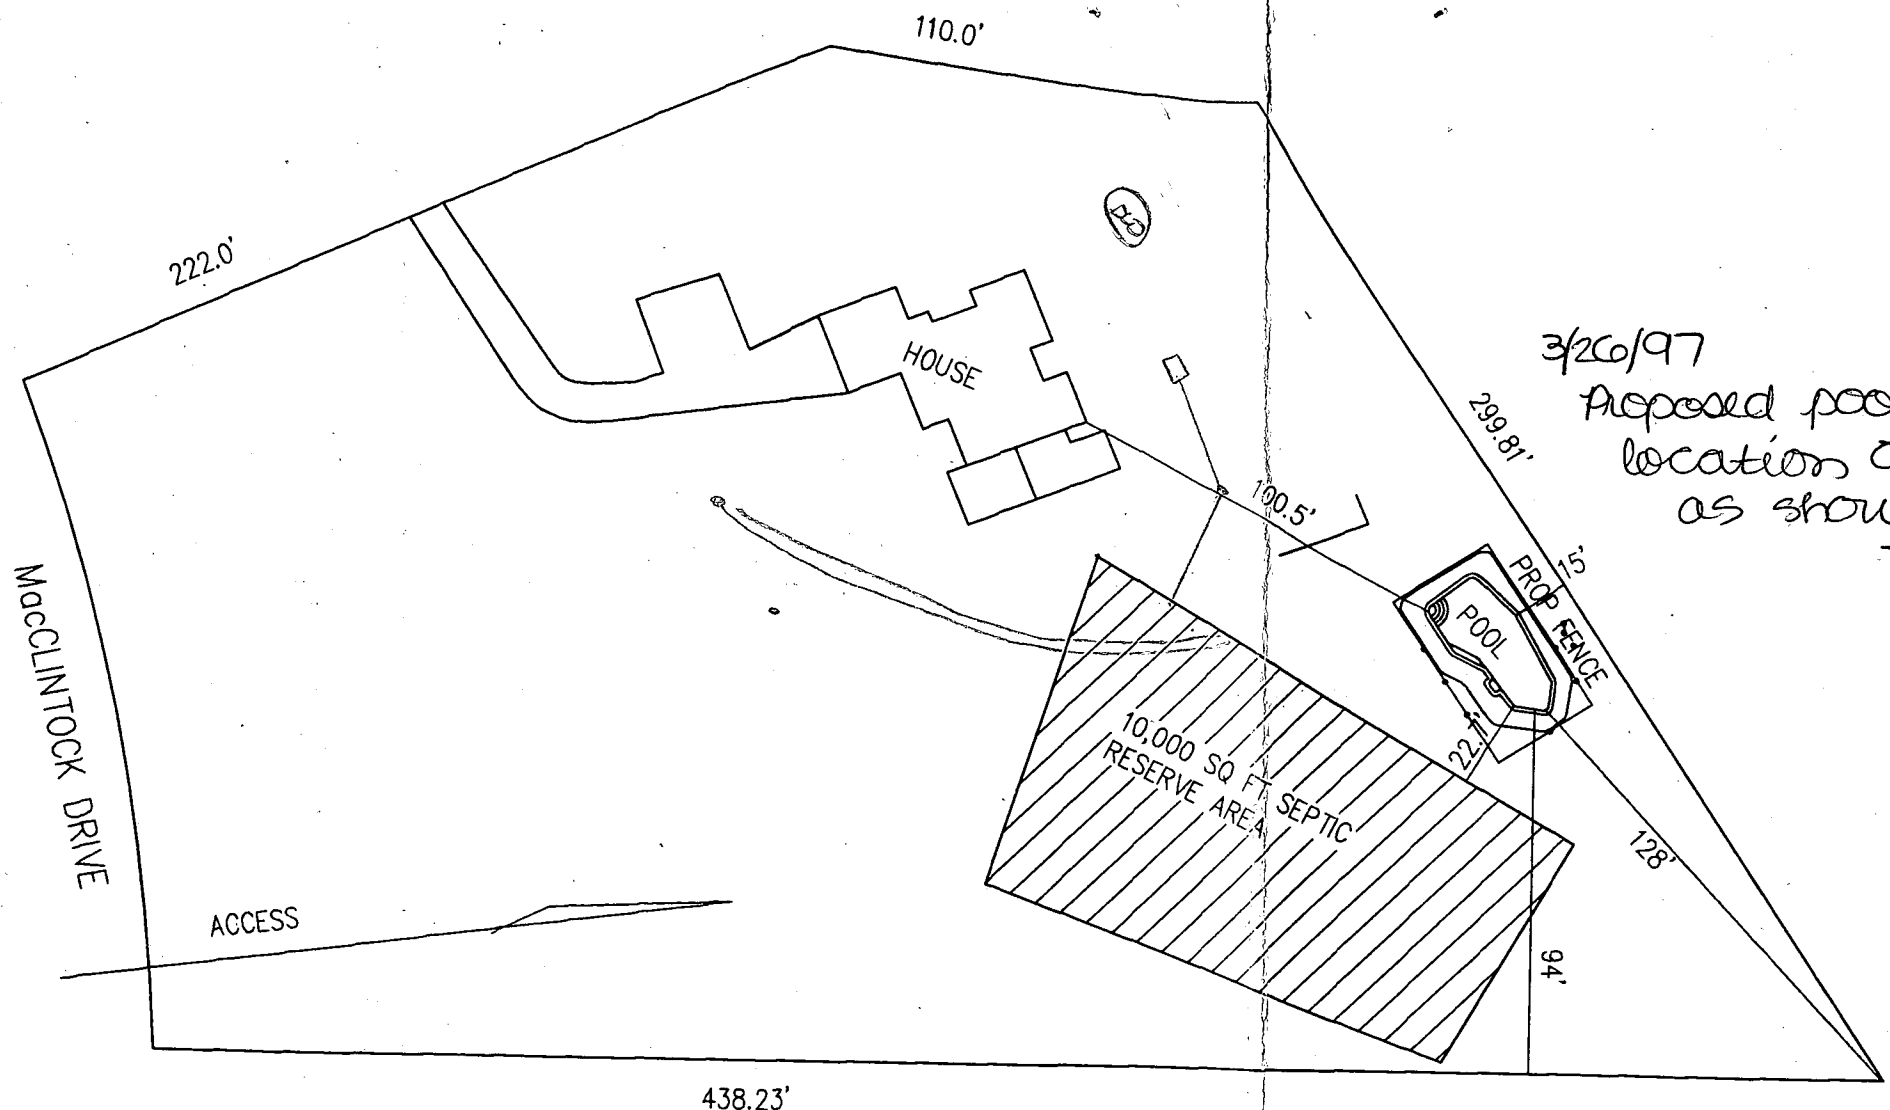 110.0'
222.0'
HOUSE
3/26/97
Proposed poo
location
as show
299.81'
100.5'
15'
PROP FENCE
POOL
MacCLINTOCK DRIVE
10,000 SQ FT SEPTIC
RESERVE AREA
22.7'
128'
ACCESS
94'
438.23'